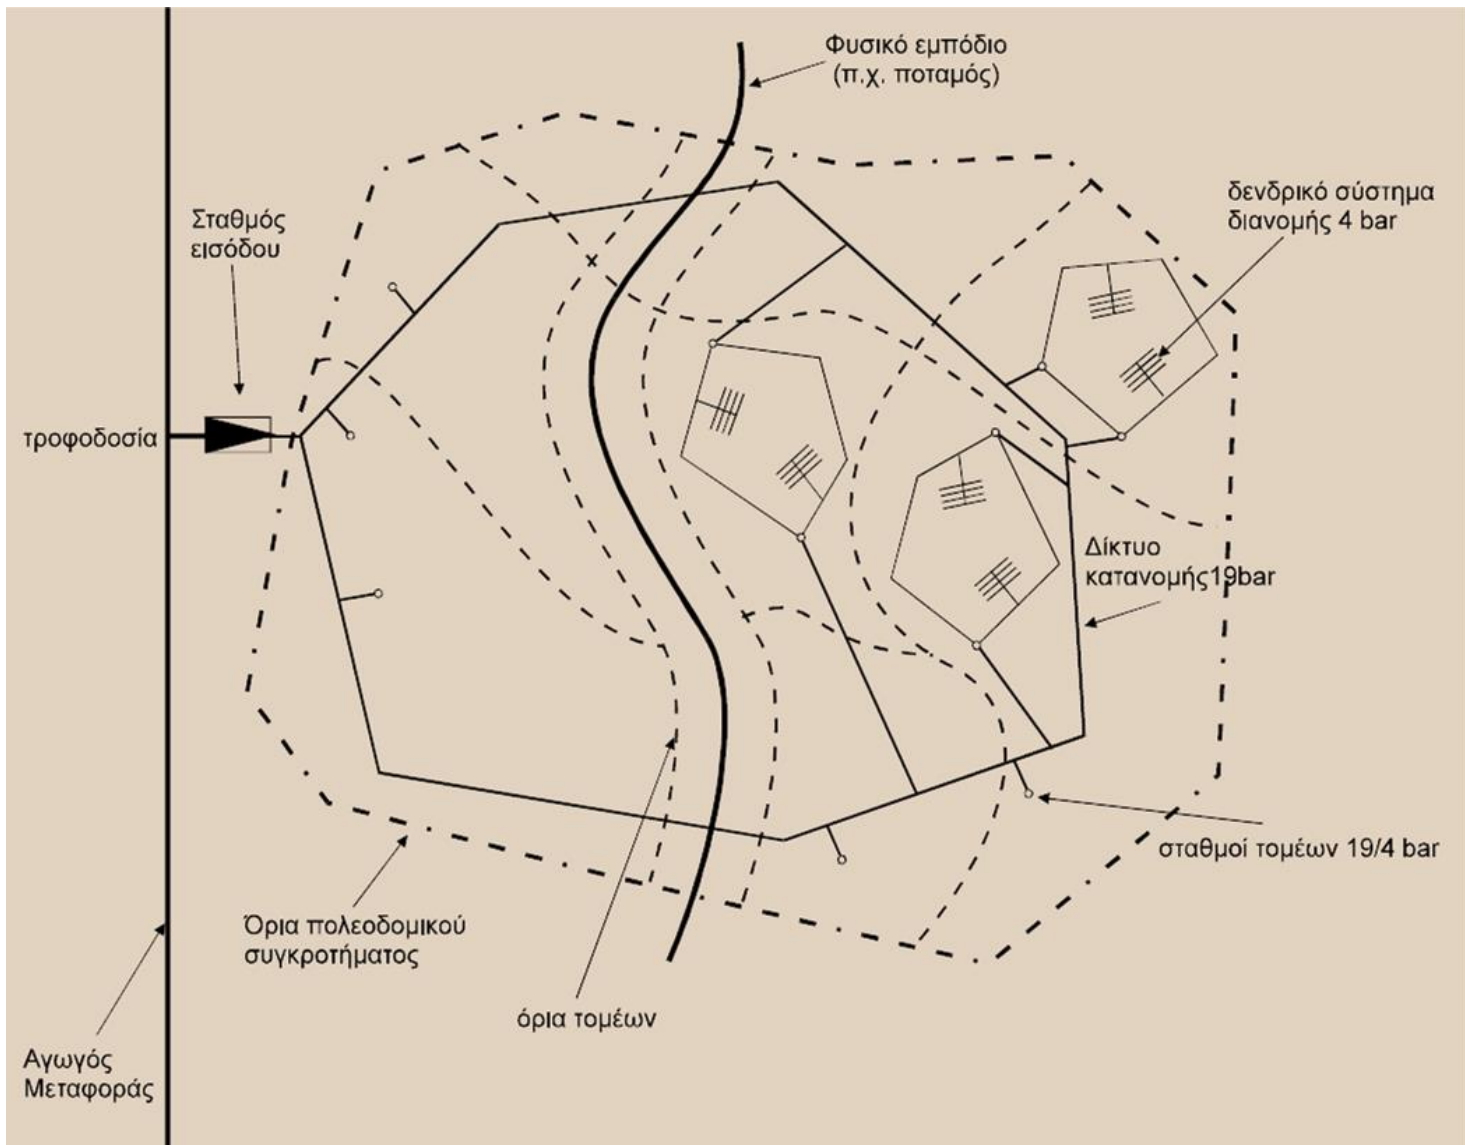 Φυσικό εμπόδιο
(π.χ. ποταμός)
δενδρικό σύστημα
διανομής 4 bar
Σταθμός
εισόδου
τροφοδοσία
Δίκτυο
κατανομής19bar
σταθμοί τομέων 19/4 bar
Όρια πολεοδομικού
συγκροτήματος
όρια τομέων
Αγωγός
Μεταφοράς